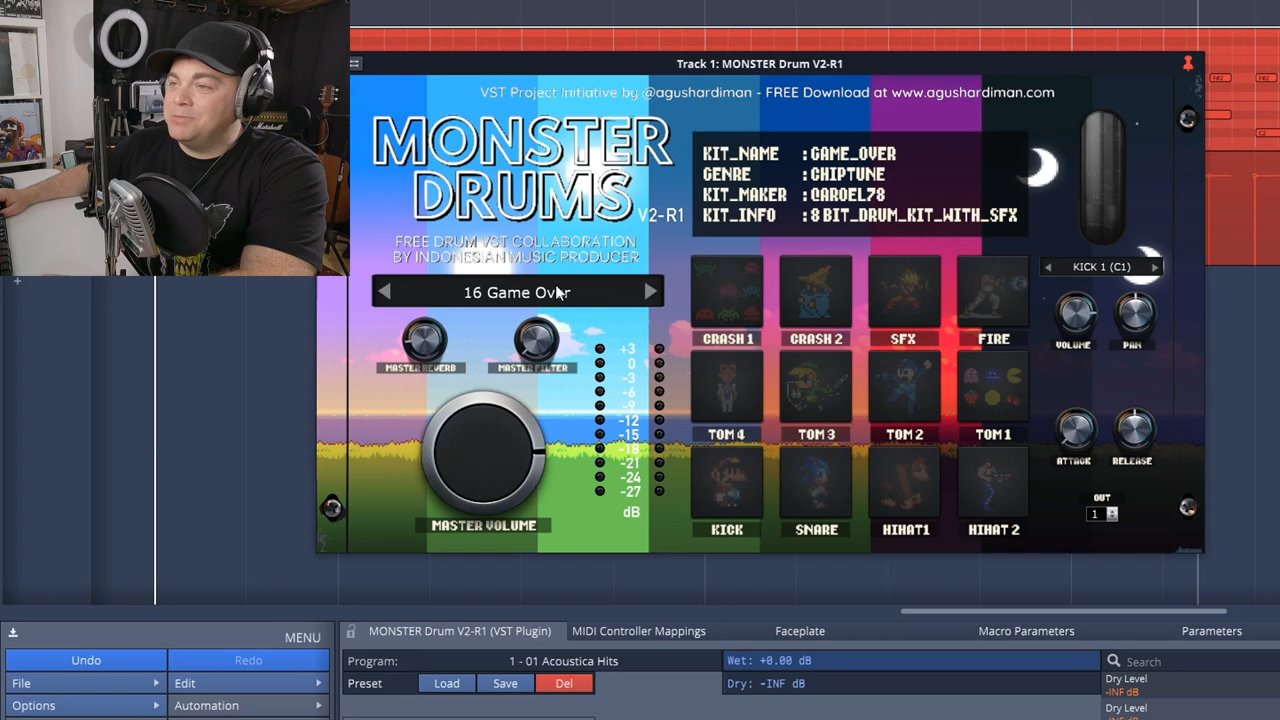 Track 1: MONSTER Drum V2-R1
VST Project Initiative by @agushardiman - FREE Download at www.agushardiman.com
MONSTER
DRUMS
V2-R1
FREE DRUM VST COLLABORATION
BY INDONESIAN MUSIC PRODUCER
KIT_NAME : GAME_OVER
GENRE : CHIPTUNE
KIT_MAKER : QAROEL78
KIT_INFO : 8 BIT_DRUM_KIT_WITH_SFX
16 Game Over
KICK 1 (C1)
MASTER REVERB
MASTER FILTER
VOLUME
PAN
CRASH 1
CRASH 2
SFX
FIRE
+3
0
-3
-6
-9
-12
-15
-18
-21
-24
-27
dB
TOM 4
TOM 3
TOM 2
TOM 1
ATTACK
RELEASE
MASTER VOLUME
KICK
SNARE
HIHAT1
HIHAT 2
OUT
1
F#2
F#2
C2
Marshall
MENU
MONSTER Drum V2-R1 (VST Plugin)
MIDI Controller Mappings
Faceplate
Macro Parameters
Parameters
Undo
Redo
Program:
1 - 01 Acoustica Hits
Wet: +0.00 dB
Search
File
Edit
Preset
Load
Save
Del
Dry: -INF dB
Dry Level
-INF dB
Options
Automation
Dry Level